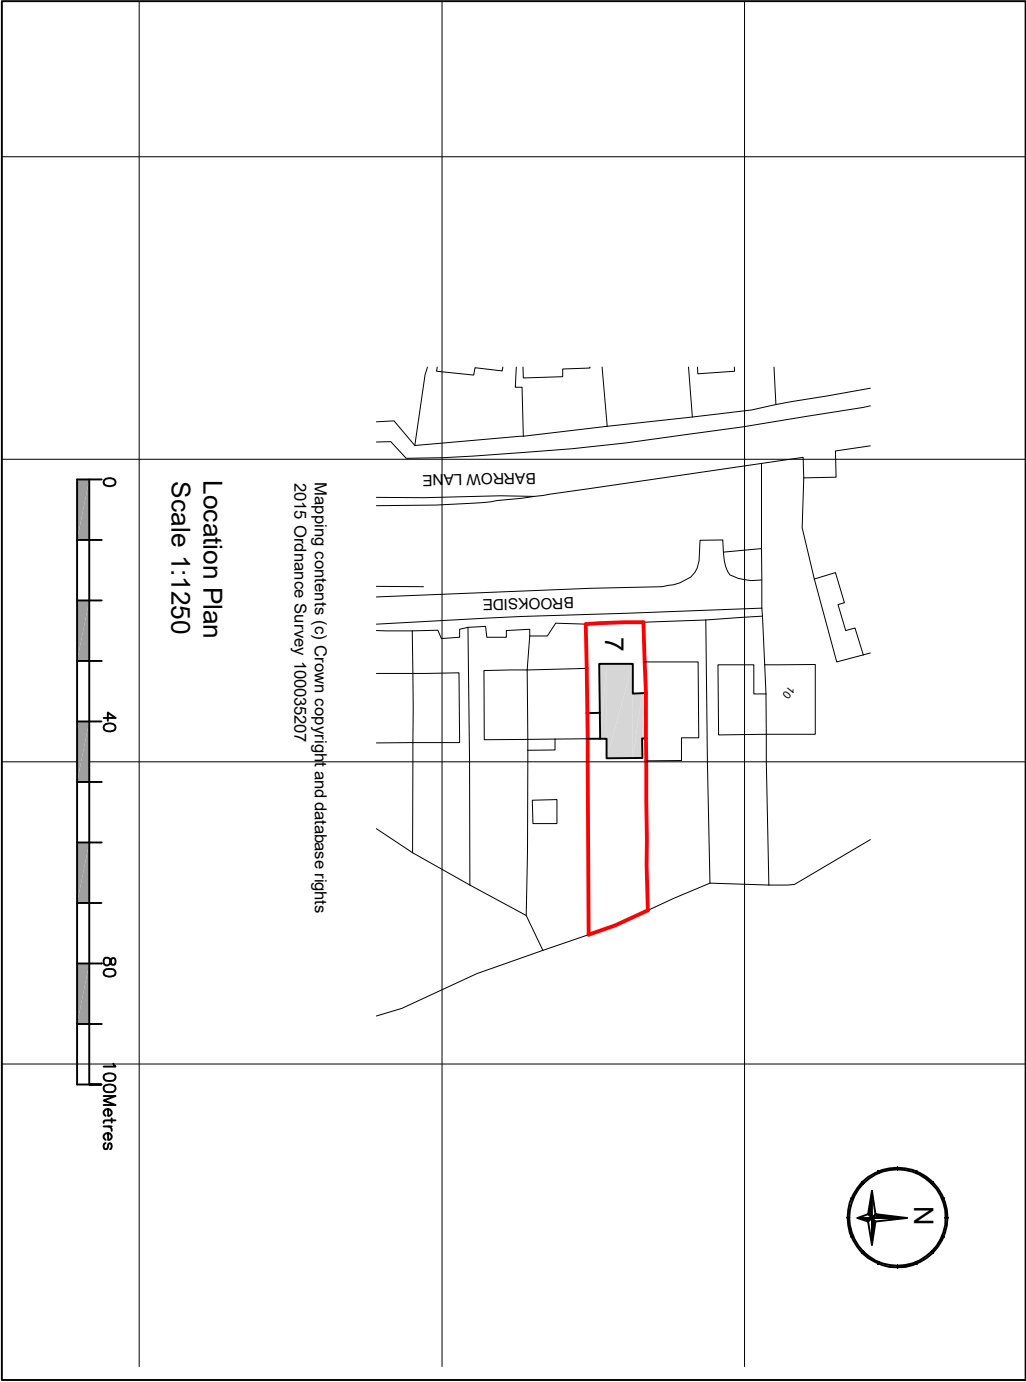 N
10
7
BARROW LANE
BROOKSIDE
Mapping contents (c) Crown copyright and database rights
2015 Ordnance Survey 100035207
Location Plan
Scale 1:1250
0 40 80 100Metres